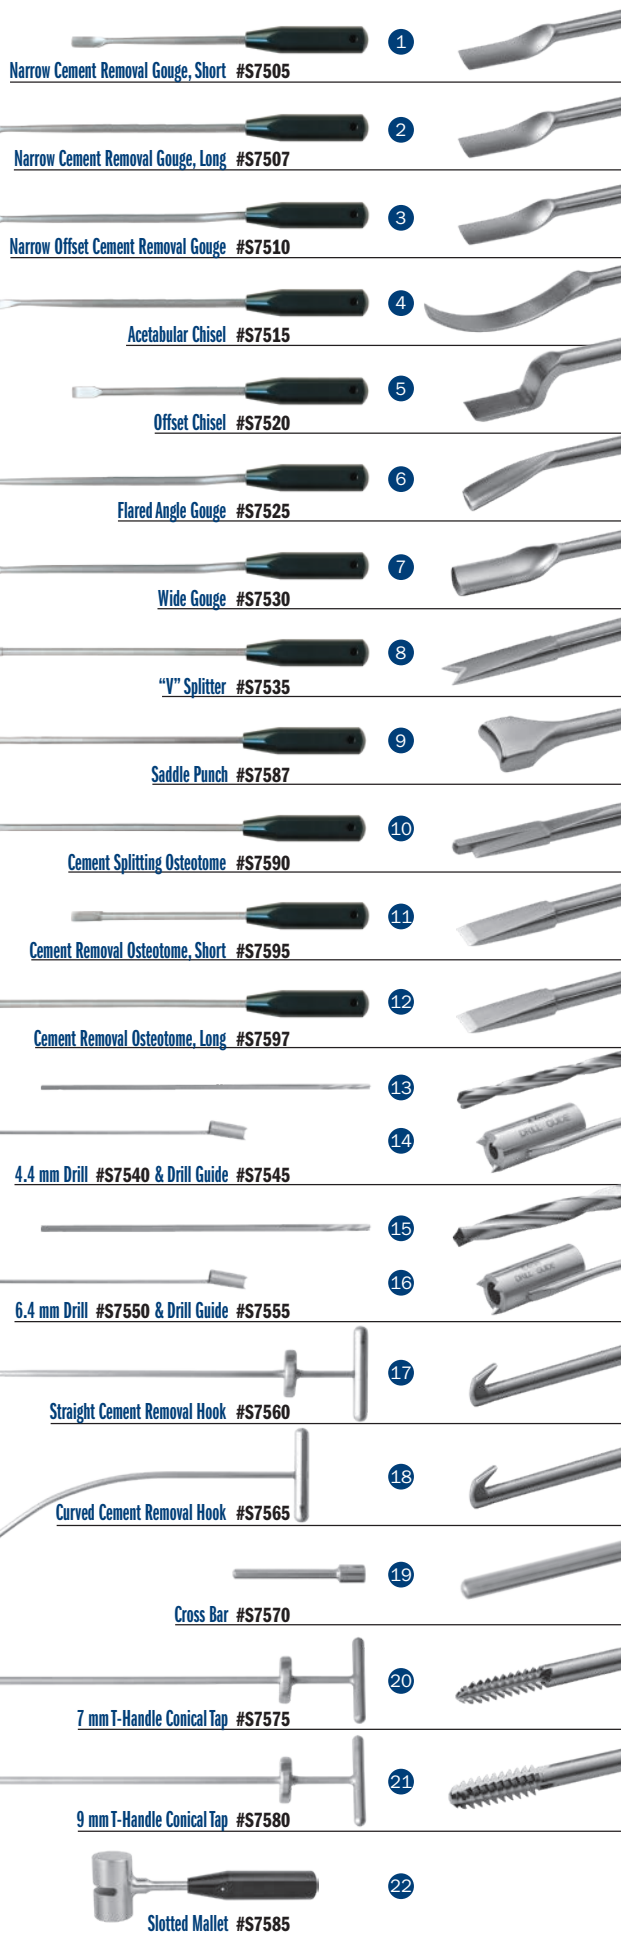 1
Narrow Cement Removal Gouge, Short #S7505
2
Narrow Cement Removal Gouge, Long #S7507
3
Narrow Offset Cement Removal Gouge #S7510
4
Acetabular Chisel #S7515
5
Offset Chisel #S7520
6
Flared Angle Gouge #S7525
7
Wide Gouge #S7530
8
“V” Splitter #S7535
9
Saddle Punch #S7587
10
Cement Splitting Osteotome #S7590
11
Cement Removal Osteotome, Short #S7595
12
Cement Removal Osteotome, Long #S7597
13
DRILL GUIDE
14
4.4 mm Drill #S7540 & Drill Guide #S7545
15
DRILL GUIDE
16
6.4 mm Drill #S7550 & Drill Guide #S7555
17
Straight Cement Removal Hook #S7560
18
Curved Cement Removal Hook #S7565
19
Cross Bar #S7570
20
7 mm T-Handle Conical Tap #S7575
21
9 mm T-Handle Conical Tap #S7580
22
Slotted Mallet #S7585